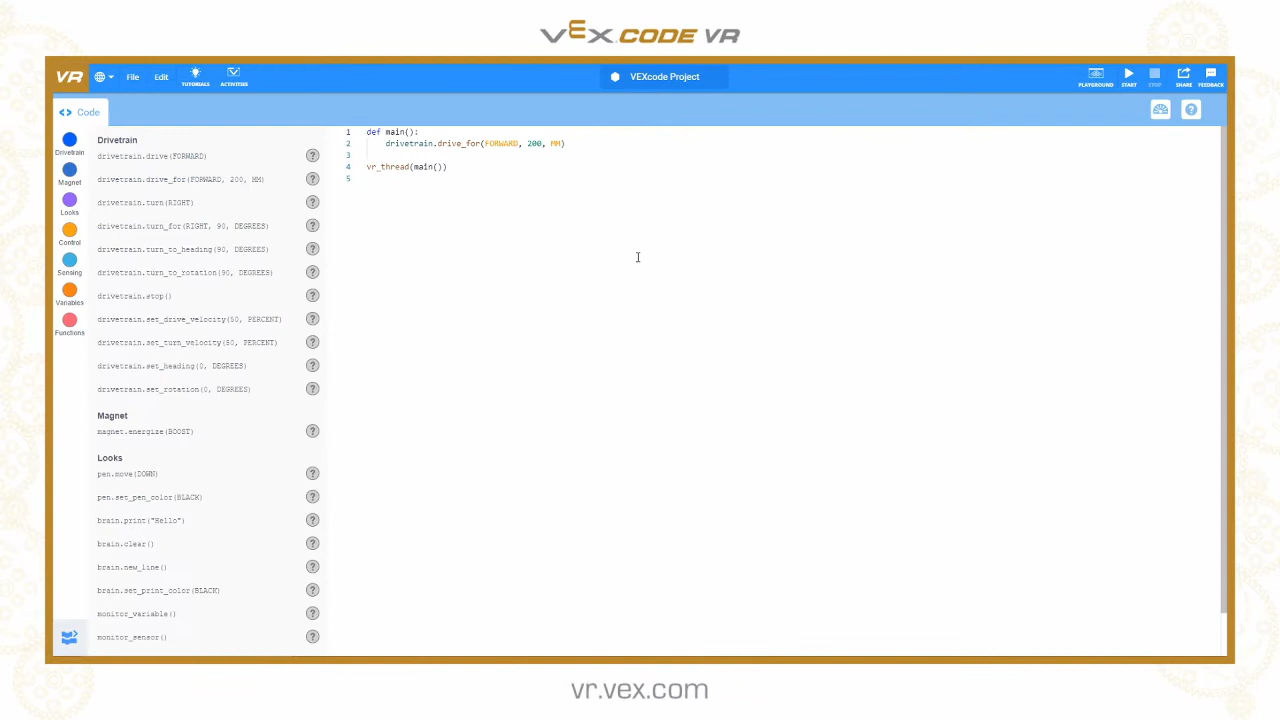 VEX CODE VR
VR File Edit TUTORIALS ACTIVITIES VEXcode Project PLAYGROUND START STOP SHARE FEEDBACK
<> Code
Drivetrain
Magnet
Looks
Control
Sensing
Variables
Functions
Drivetrain
drivetrain.drive(FORWARD) ?
drivetrain.drive_for(FORWARD, 200, MM) ?
drivetrain.turn(RIGHT) ?
drivetrain.turn_for(RIGHT, 90, DEGREES) ?
drivetrain.turn_to_heading(90, DEGREES) ?
drivetrain.turn_to_rotation(90, DEGREES) ?
drivetrain.stop() ?
drivetrain.set_drive_velocity(50, PERCENT) ?
drivetrain.set_turn_velocity(50, PERCENT) ?
drivetrain.set_heading(0, DEGREES) ?
drivetrain.set_rotation(0, DEGREES) ?
Magnet
magnet.energize(BOOST) ?
Looks
pen.move(DOWN) ?
pen.set_pen_color(BLACK) ?
brain.print("Hello") ?
brain.clear() ?
brain.new_line() ?
brain.set_print_color(BLACK) ?
monitor_variable() ?
monitor_sensor() ?
1 def main():
2 drivetrain.drive_for(FORWARD, 200, MM)
3
4 vr_thread(main())
5
?
vr.vex.com